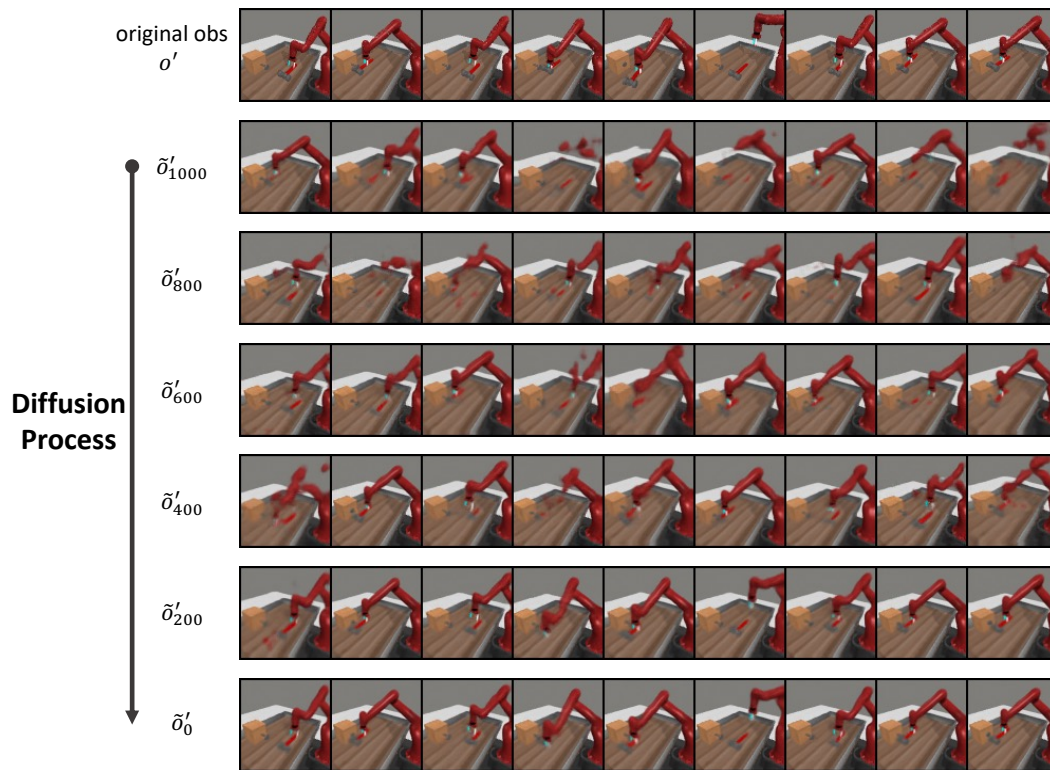 original obs
o′
õ′₁₀₀₀
õ′₈₀₀
õ′₆₀₀
Diffusion
Process
õ′₄₀₀
õ′₂₀₀
õ′₀